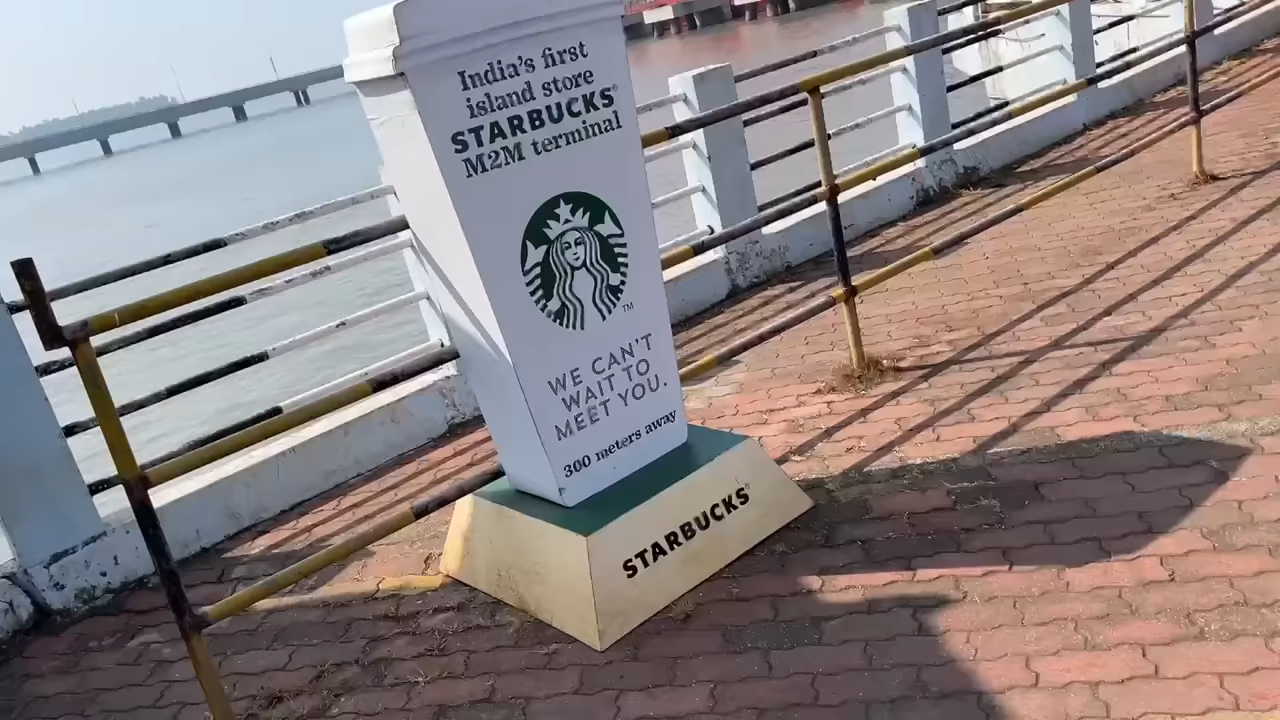 India's first
island store
STARBUCKS®
M2M terminal
TM
WE CAN'T
WAIT TO
MEET YOU.
300 meters away
STARBUCKS®